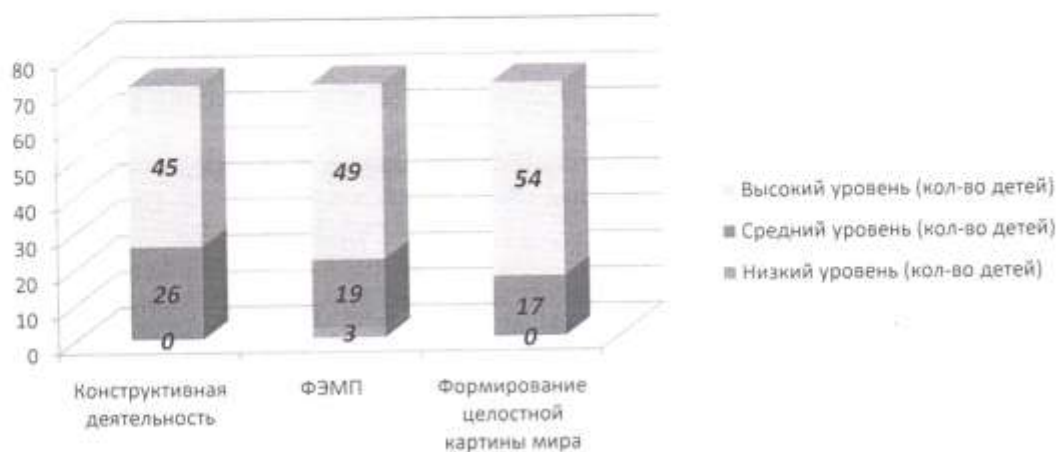 80
70
60
50
40
30
20
10
0
45
49
54
26
19
17
0
3
0
Конструктивная
деятельность
ФЭМП
Формирование
целостной
картины мира
Высокий уровень (кол-во детей)
Средний уровень (кол-во детей)
Низкий уровень (кол-во детей)